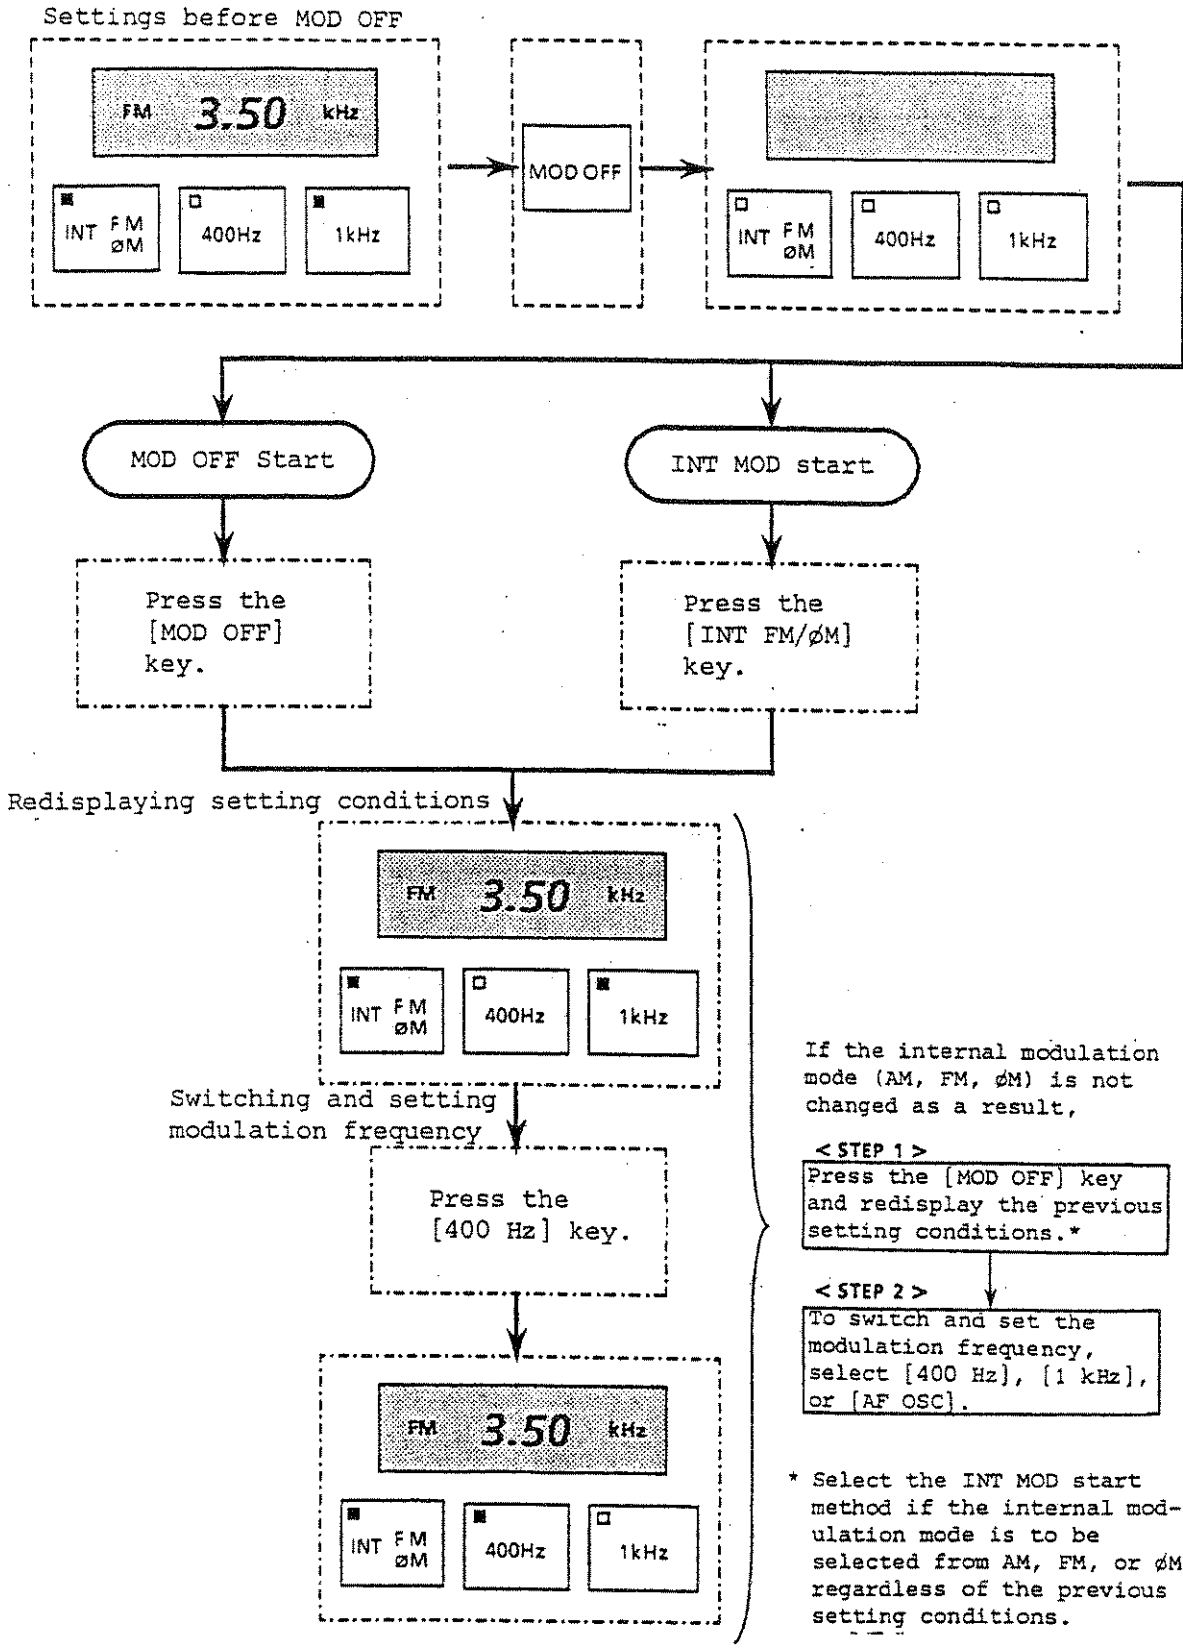 Settings before MOD OFF
FM 3.50 kHz
INT FM
øM
400Hz
1kHz
MOD OFF
INT FM
øM
400Hz
1kHz
MOD OFF Start
INT MOD start
Press the
[MOD OFF]
key.
Press the
[INT FM/øM]
key.
Redisplaying setting conditions
FM 3.50 kHz
INT FM
øM
400Hz
1kHz
Switching and setting
modulation frequency
Press the
[400 Hz] key.
FM 3.50 kHz
INT FM
øM
400Hz
1kHz
If the internal modulation
mode (AM, FM, øM) is not
changed as a result,
< STEP 1 >
Press the [MOD OFF] key
and redisplay the previous
setting conditions.*
< STEP 2 >
To switch and set the
modulation frequency,
select [400 Hz], [1 kHz],
or [AF OSC].
* Select the INT MOD start
method if the internal mod-
ulation mode is to be
selected from AM, FM, or øM
regardless of the previous
setting conditions.